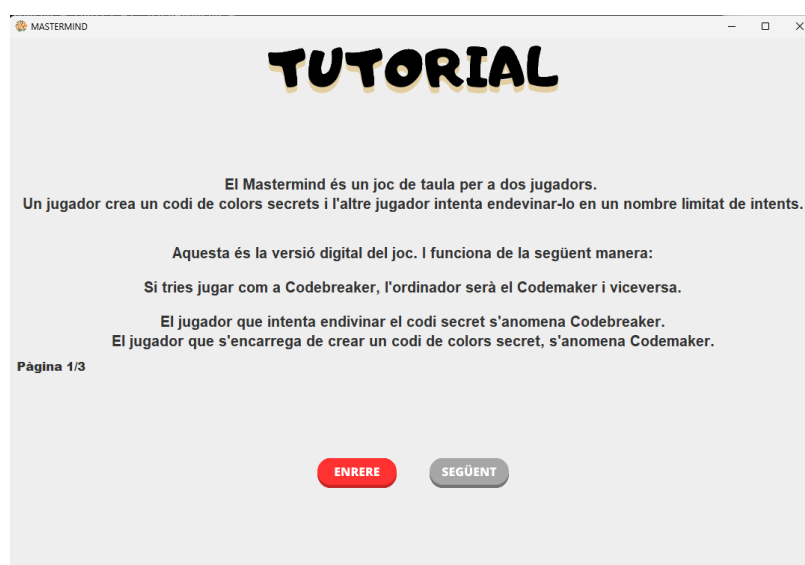 MASTERMIND
TUTORIAL
El Mastermind és un joc de taula per a dos jugadors.
Un jugador crea un codi de colors secrets i l'altre jugador intenta endevinar-lo en un nombre limitat de intents.
Aquesta és la versió digital del joc. I funciona de la següent manera:
Si tries jugar com a Codebreaker, l'ordinador serà el Codemaker i viceversa.
El jugador que intenta endivinar el codi secret s'anomena Codebreaker.
El jugador que s'encarrega de crear un codi de colors secret, s'anomena Codemaker.
Pàgina 1/3
ENRERE
SEGÜENT